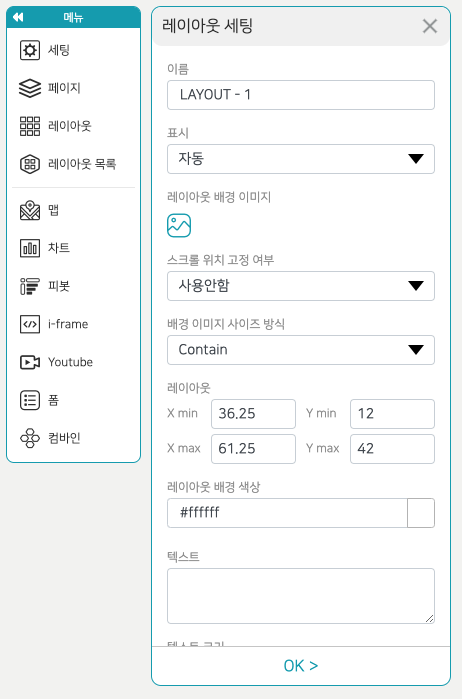 메뉴
세팅
페이지
레이아웃
레이아웃 목록
맵
차트
피봇
i-frame
Youtube
폼
컴바인
레이아웃 세팅
이름
LAYOUT - 1
표시
자동
레이아웃 배경 이미지
스크롤 위치 고정 여부
사용안함
배경 이미지 사이즈 방식
Contain
레이아웃
X min 36.25 Y min 12
X max 61.25 Y max 42
레이아웃 배경 색상
#ffffff
텍스트
OK >